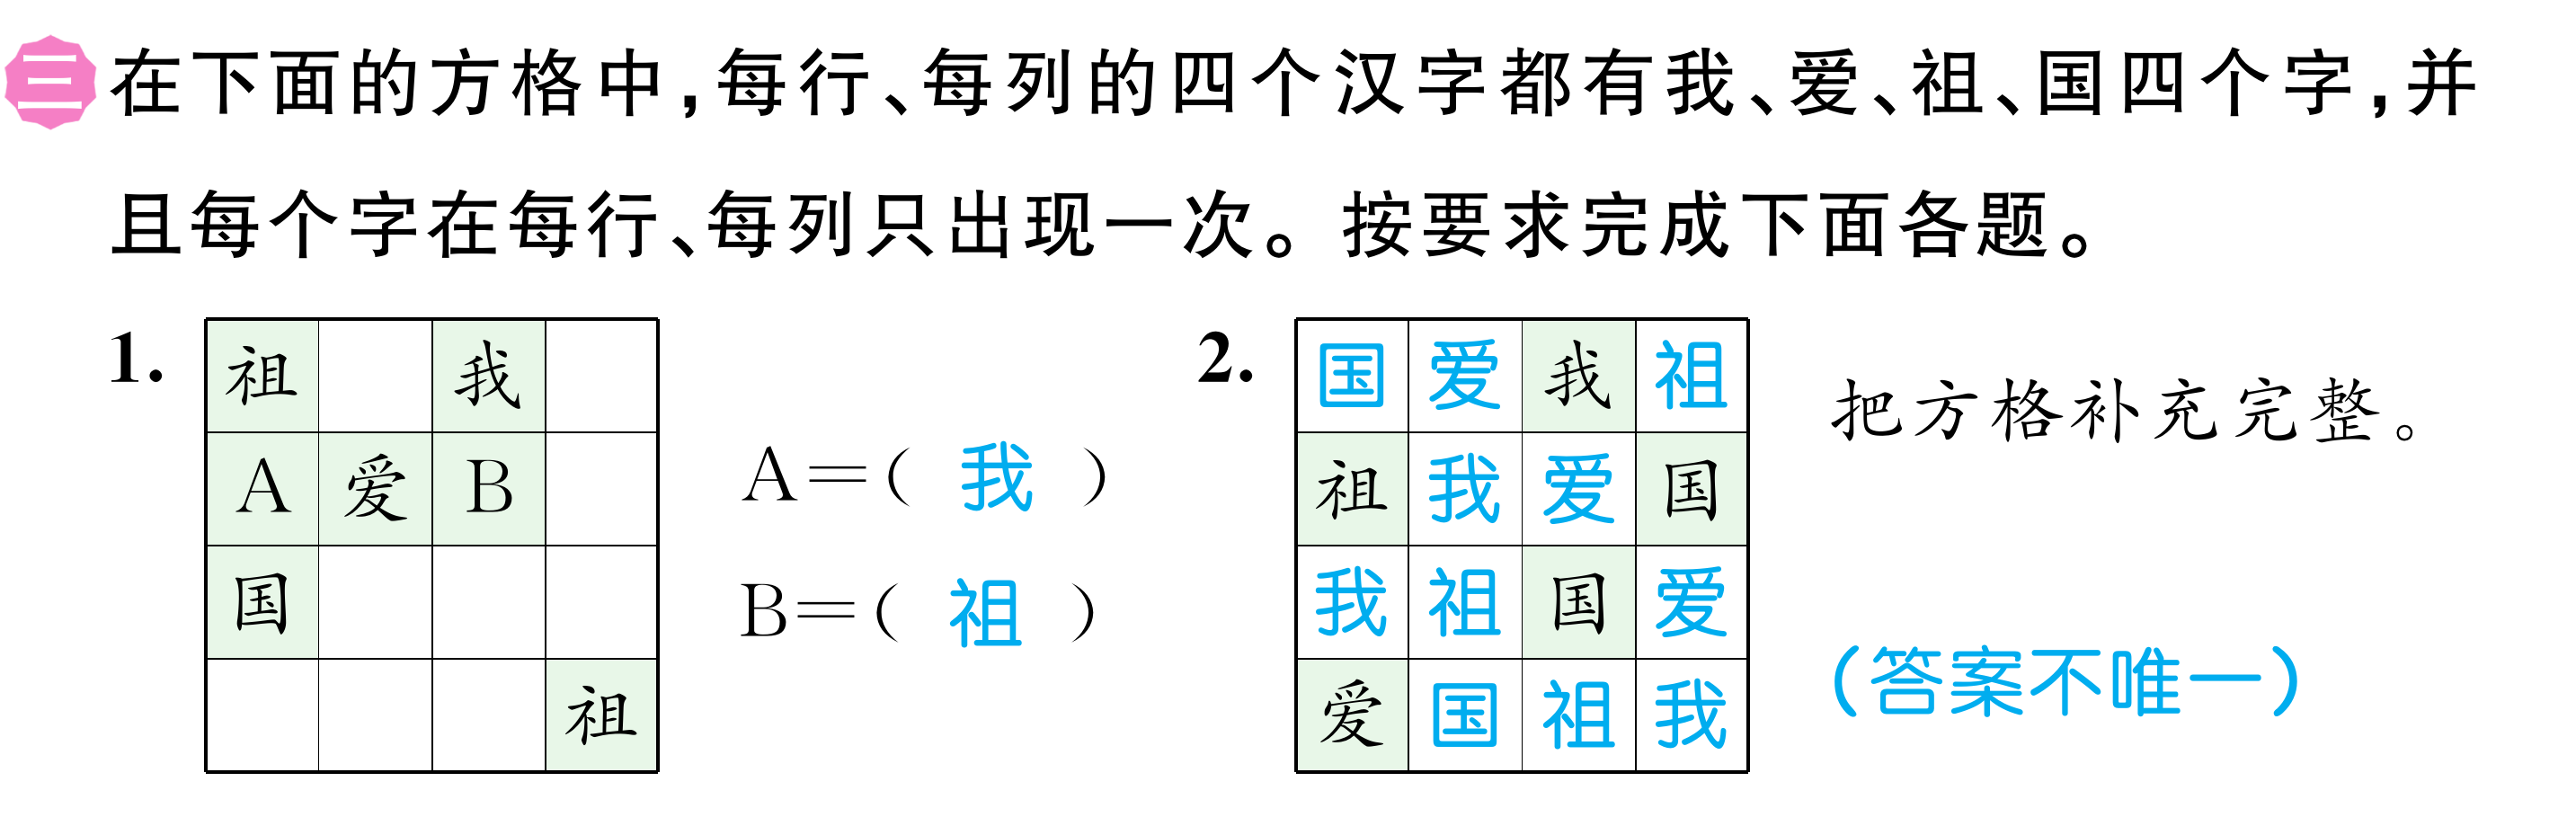 三 在下面的方格中,每行、每列的四个汉字都有我、爱、祖、国四个字,并
且每个字在每行、每列只出现一次。按要求完成下面各题。
1.
祖 我
A 爱 B
国
祖
A=( 我 )
B=( 祖 )
2.
国 爱 我 祖
祖 我 爱 国
我 祖 国 爱
爱 国 祖 我
把方格补充完整。
(答案不唯一)